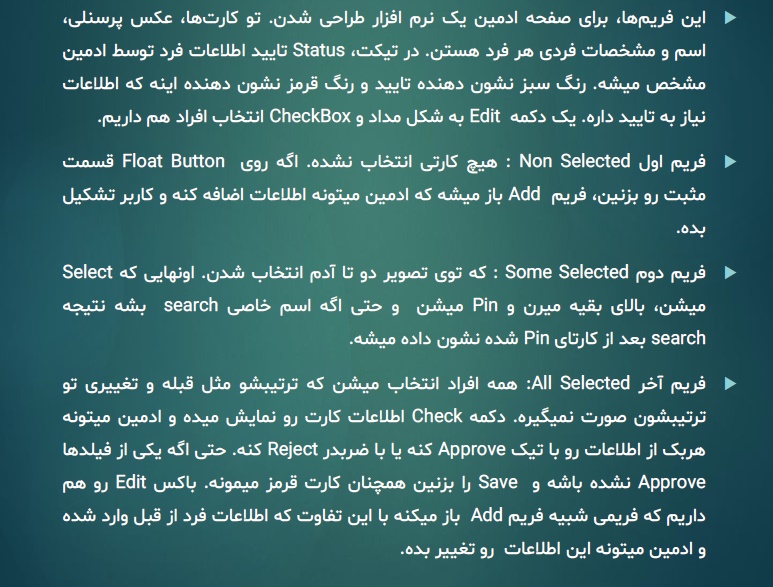 این فریم‌ها، برای صفحه ادمین یک نرم افزار طراحی شدن. تو کارت‌ها، عکس پرسنلی،
اسم و مشخصات فردی هر فرد هستن. در تیکت، Status تایید اطلاعات فرد توسط ادمین
مشخص میشه. رنگ سبز نشون دهنده تایید و رنگ قرمز نشون دهنده اینه که اطلاعات
نیاز به تایید داره. یک دکمه Edit به شکل مداد و CheckBox انتخاب افراد هم داریم.
فریم اول Non Selected : هیچ کارتی انتخاب نشده. اگه روی Float Button قسمت
مثبت رو بزنین، فریم Add باز میشه که ادمین میتونه اطلاعات اضافه کنه و کاربر تشکیل
بده.
فریم دوم Some Selected : که توی تصویر دو تا آدم انتخاب شدن. اونهایی که Select
میشن، بالای بقیه میرن و Pin میشن و حتی اگه اسم خاصی search بشه نتیجه
search بعد از کارتای Pin شده نشون داده میشه.
فریم آخر All Selected: همه افراد انتخاب میشن که ترتیبشو مثل قبله و تغییری تو
ترتیبشون صورت نمیگیره. دکمه Check اطلاعات کارت رو نمایش میده و ادمین میتونه
هربک از اطلاعات رو با تیک Approve کنه یا با ضربدر Reject کنه. حتی اگه یکی از فیلدها
Approve نشده باشه و Save را بزنین همچنان کارت قرمز میمونه. باکس Edit رو هم
داریم که فریمی شبیه فریم Add باز میکنه با این تفاوت که اطلاعات فرد از قبل وارد شده
و ادمین میتونه این اطلاعات رو تغییر بده.